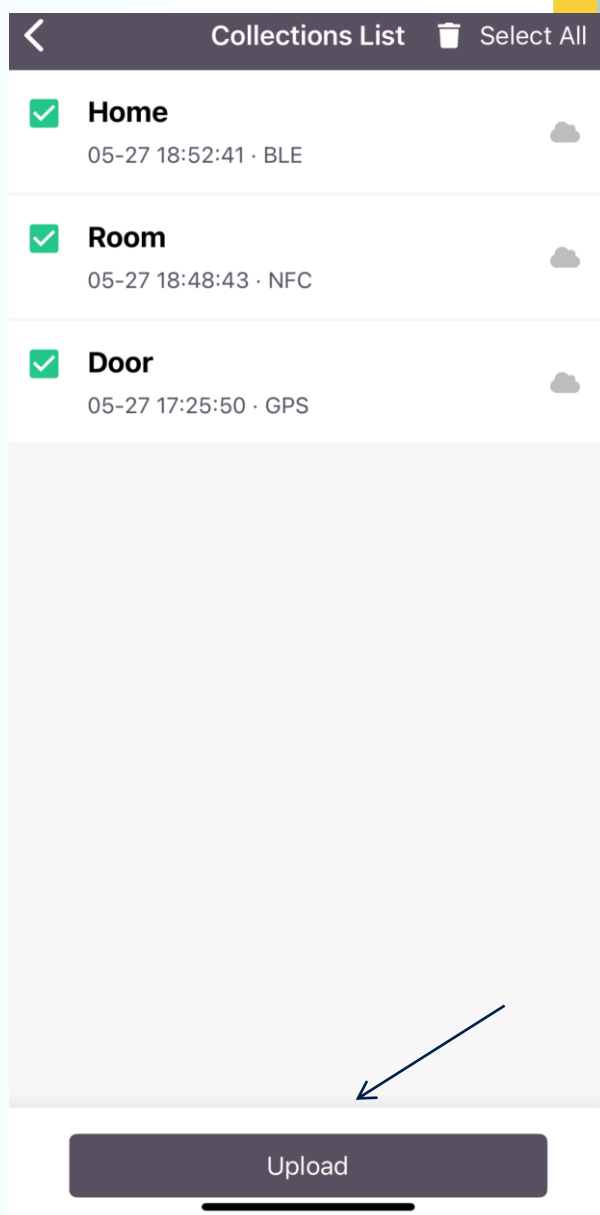 Collections List Select All
Home
05-27 18:52:41 · BLE
Room
05-27 18:48:43 · NFC
Door
05-27 17:25:50 · GPS
Upload